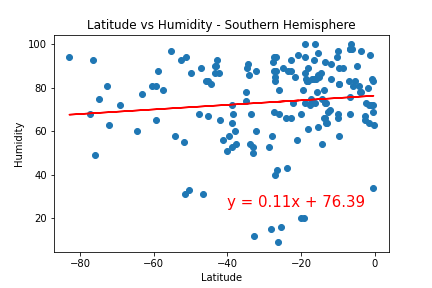 Latitude vs Humidity - Southern Hemisphere
100
80
60
40
20
Humidity
y = 0.11x + 76.39
−80 −60 −40 −20 0
Latitude